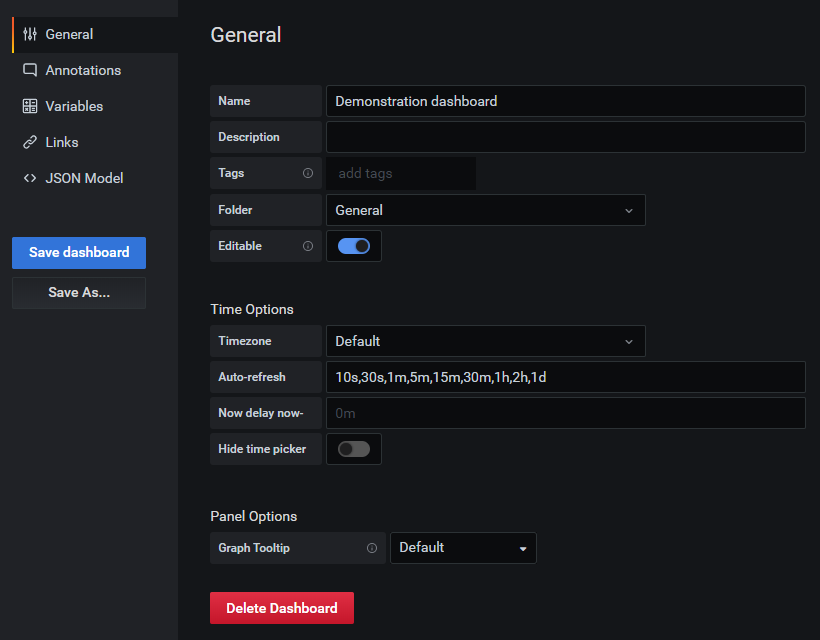 General
Annotations
Variables
Links
JSON Model
Save dashboard
Save As...
General
Name
Demonstration dashboard
Description
Tags
add tags
Folder
General
Editable
Time Options
Timezone
Default
Auto-refresh
10s,30s,1m,5m,15m,30m,1h,2h,1d
Now delay now-
0m
Hide time picker
Panel Options
Graph Tooltip
Default
Delete Dashboard